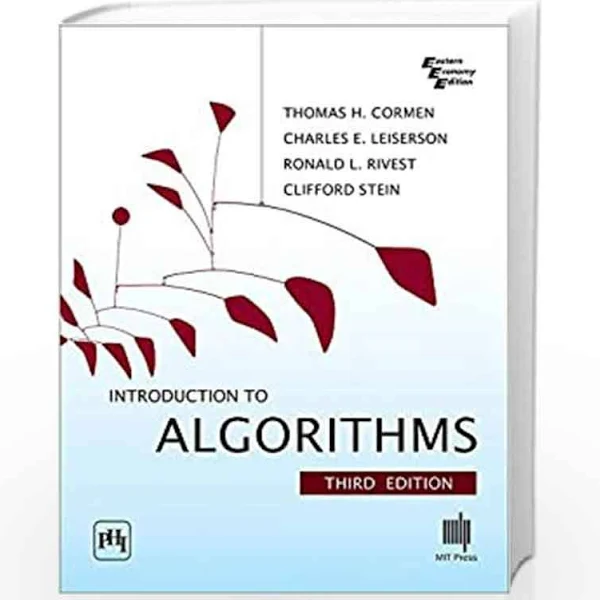 Eastern
Economy
Edition
THOMAS H. CORMEN
CHARLES E. LEISERSON
RONALD L. RIVEST
CLIFFORD STEIN
INTRODUCTION TO
ALGORITHMS
THIRD EDITION
PHI
MIT Press